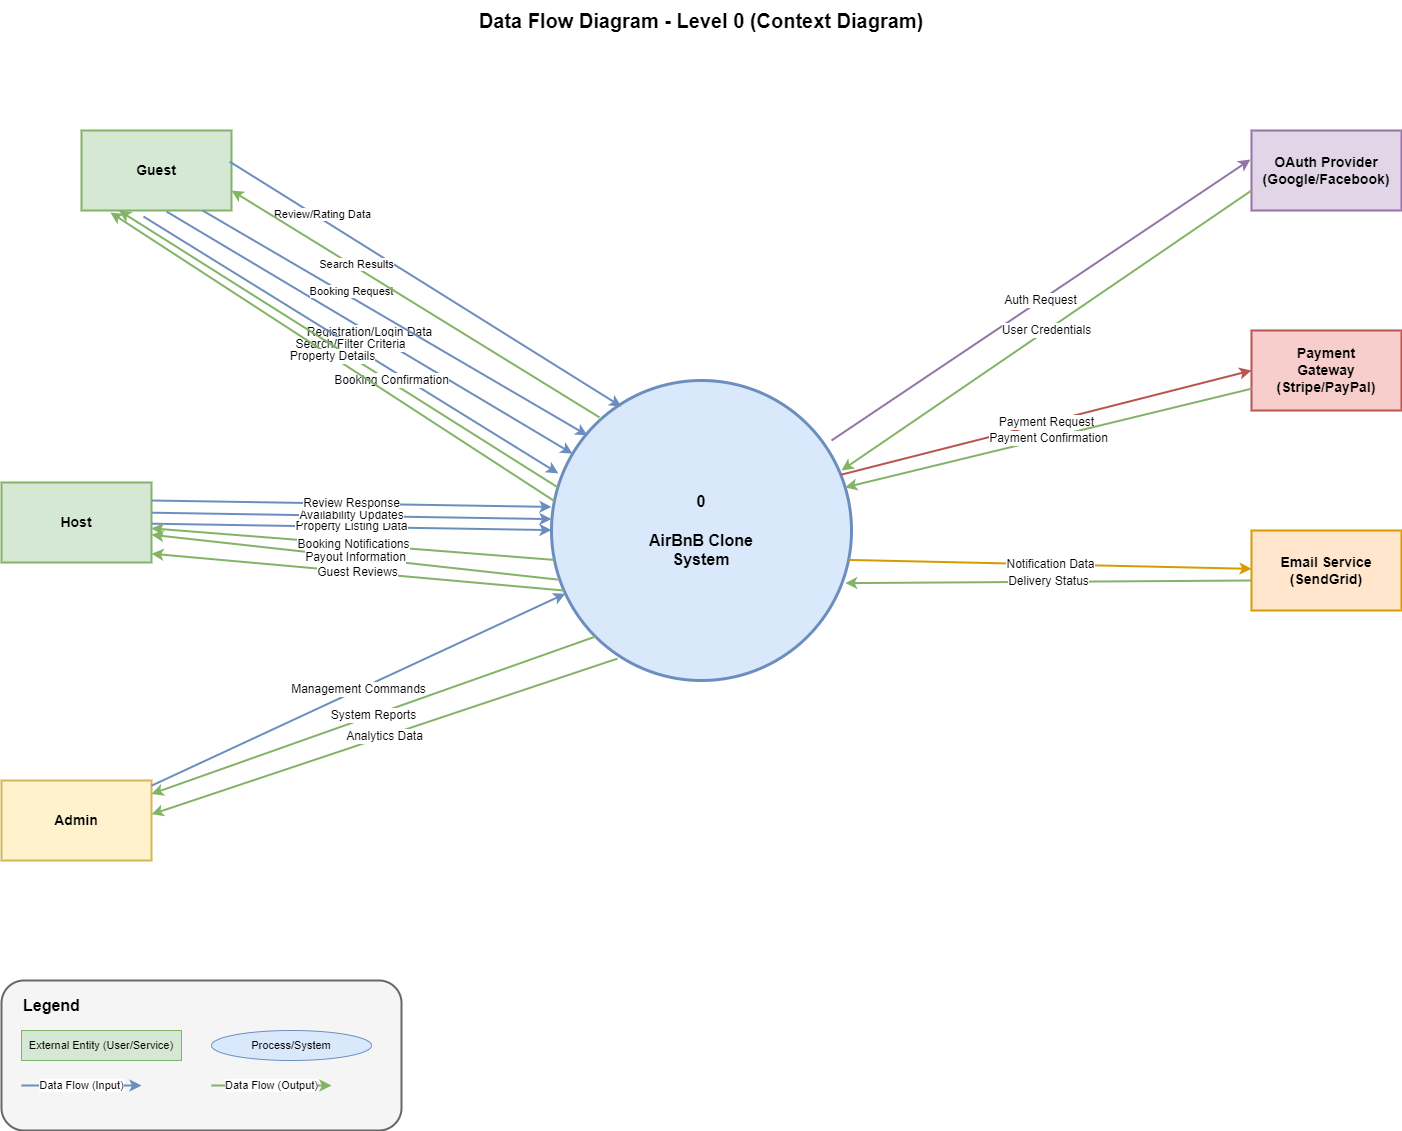 Data Flow Diagram - Level 0 (Context Diagram)
Guest
OAuth Provider
(Google/Facebook)
Review/Rating Data
Search Results
Booking Request
Registration/Login Data
Search/Filter Criteria
Property Details
Booking Confirmation
Auth Request
User Credentials
Payment
Gateway
(Stripe/PayPal)
Payment Request
Payment Confirmation
Host
Review Response
Availability Updates
Property Listing Data
Booking Notifications
Payout Information
Guest Reviews
0
AirBnB Clone
System
Notification Data
Delivery Status
Email Service
(SendGrid)
Management Commands
System Reports
Analytics Data
Admin
Legend
External Entity (User/Service)
Process/System
Data Flow (Input)
Data Flow (Output)